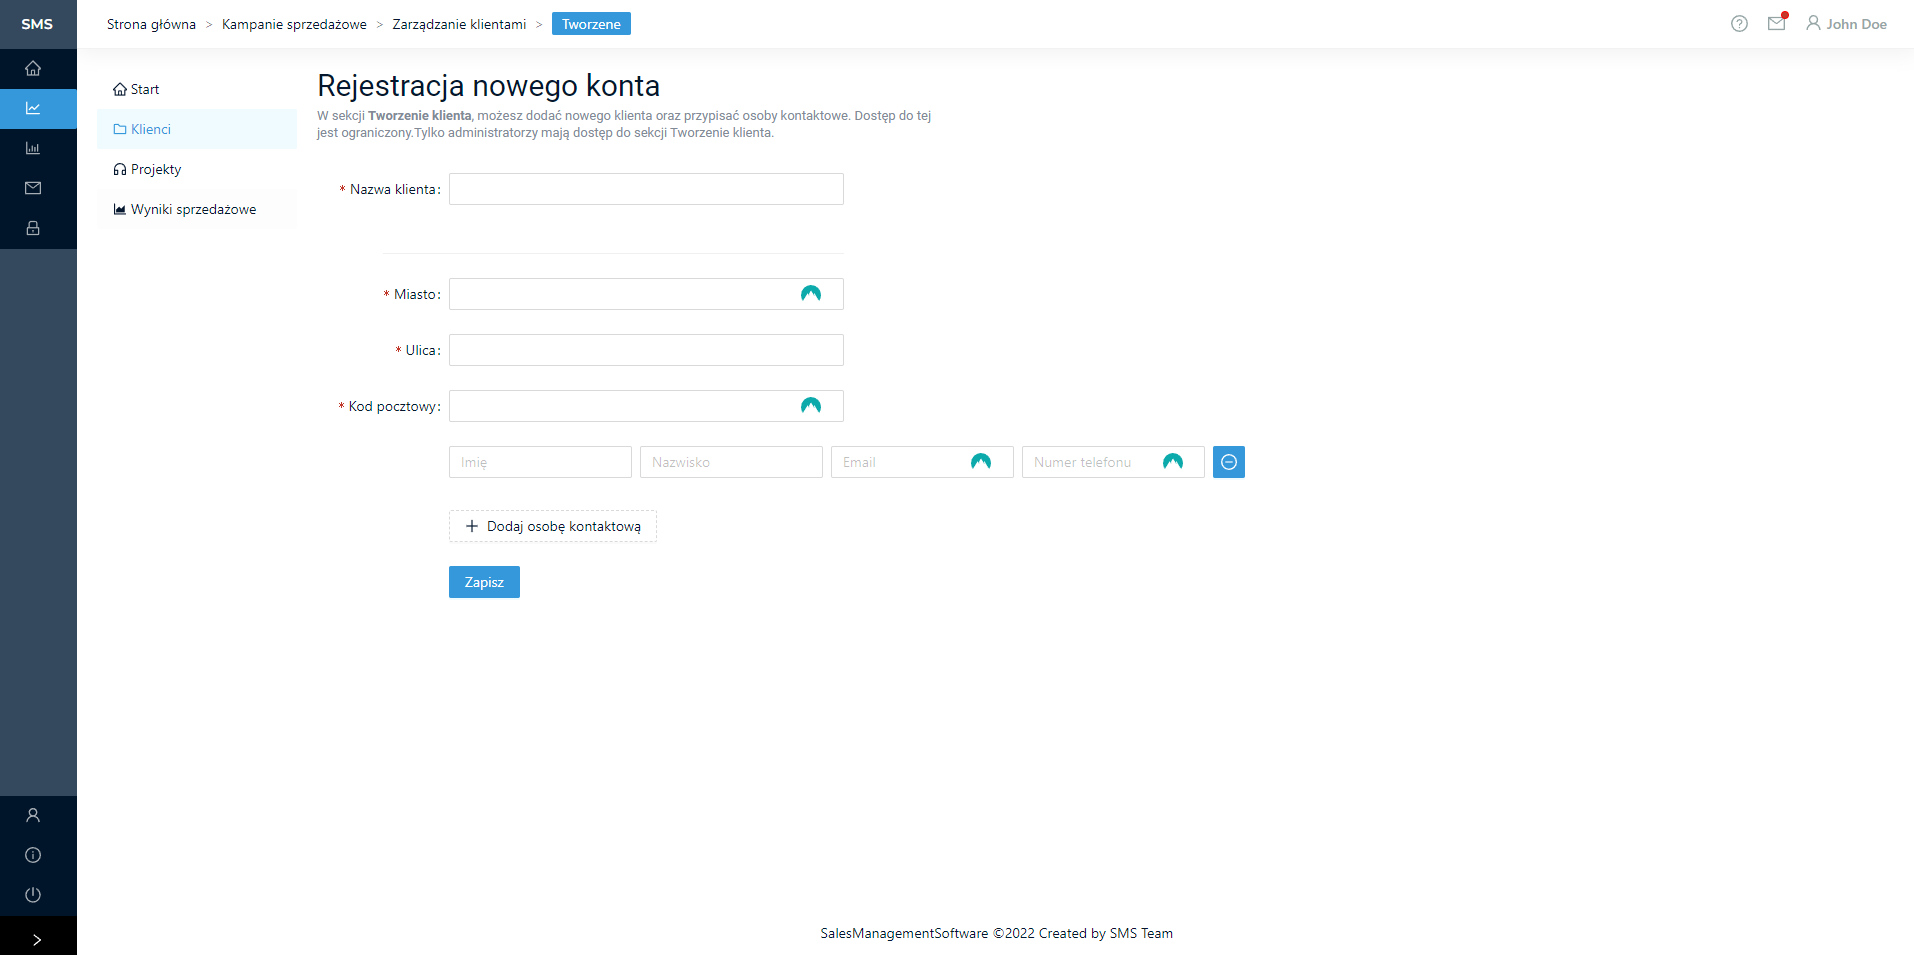 SMS
Strona główna > Kampanie sprzedażowe > Zarządzanie klientami > Tworzene
John Doe
Start
Klienci
Projekty
Wyniki sprzedażowe
Rejestracja nowego konta
W sekcji Tworzenie klienta, możesz dodać nowego klienta oraz przypisać osoby kontaktowe. Dostęp do tej
jest ograniczony.Tylko administratorzy mają dostęp do sekcji Tworzenie klienta.
* Nazwa klienta:
* Miasto:
* Ulica:
* Kod pocztowy:
Imię Nazwisko Email Numer telefonu
+ Dodaj osobę kontaktową
Zapisz
SalesManagementSoftware ©2022 Created by SMS Team